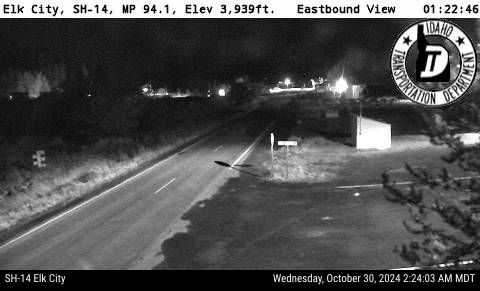 Elk City, SH-14, MP 94.1, Elev 3,939ft.   Eastbound View   01:22:46
IDAHO
TRANSPORTATION DEPARTMENT
SH-14 Elk City
Wednesday, October 30, 2024 2:24:03 AM MDT